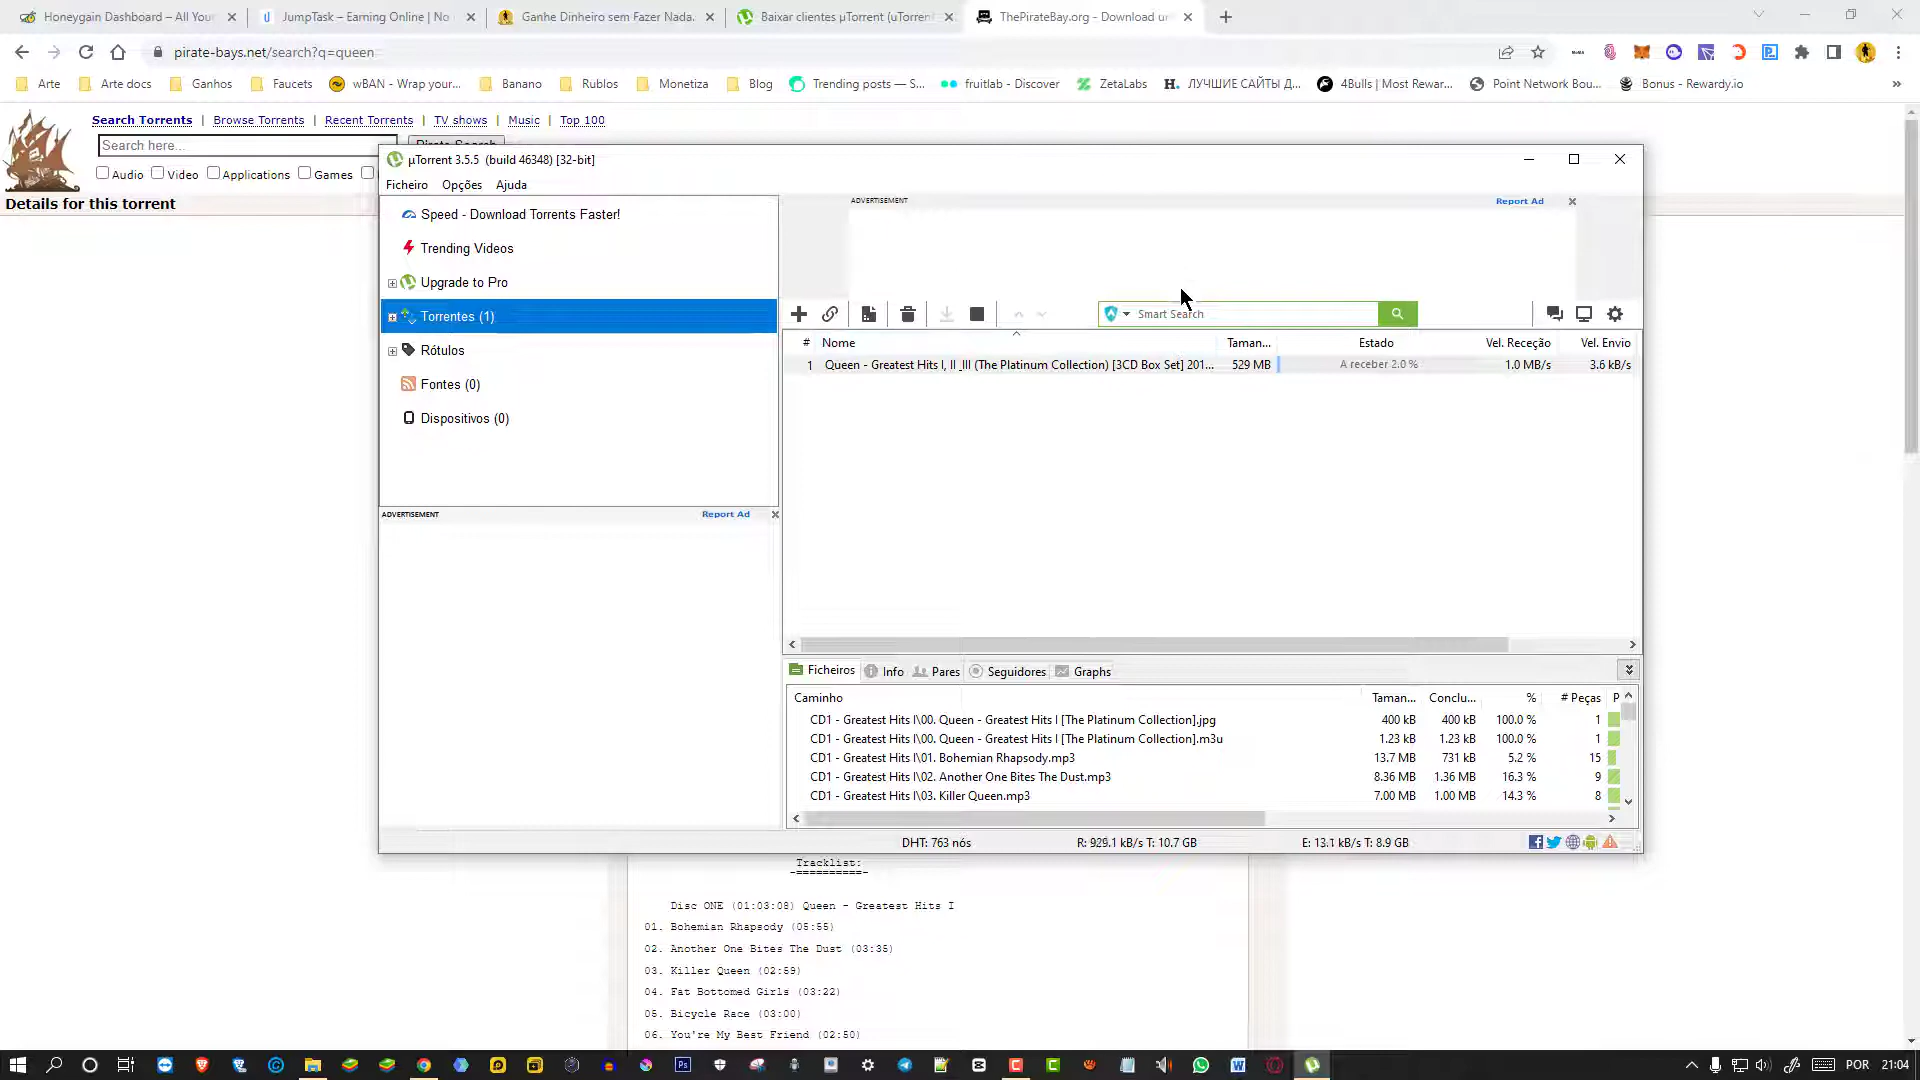 Honeygain Dashboard – All Your
JumpTask – Earning Online | No
Ganhe Dinheiro sem Fazer Nada.
Baixar clientes µTorrent (uTorrent
ThePirateBay.org - Download un
pirate-bays.net/search?q=queen
Arte
Arte docs
Ganhos
Faucets
wBAN - Wrap your...
Banano
Rublos
Monetiza
Blog
Trending posts — S...
fruitlab - Discover
ZetaLabs
ЛУЧШИЕ САЙТЫ Д...
4Bulls | Most Rewar...
Point Network Bou...
Bonus - Rewardy.io
Search Torrents | Browse Torrents | Recent Torrents | TV shows | Music | Top 100
Search here...
Audio Video Applications Games
Details for this torrent
µTorrent 3.5.5 (build 46348) [32-bit]
Ficheiro Opções Ajuda
Speed - Download Torrents Faster!
Trending Videos
Upgrade to Pro
Torrentes (1)
Rótulos
Fontes (0)
Dispositivos (0)
ADVERTISEMENT Report Ad
ADVERTISEMENT Report Ad
Smart Search
# Nome Taman... Estado Vel. Receção Vel. Envio
1 Queen - Greatest Hits I, II _III (The Platinum Collection) [3CD Box Set] 201... 529 MB A receber 2.0 % 1.0 MB/s 3.6 kB/s
Ficheiros Info Pares Seguidores Graphs
Caminho Taman... Conclu... % # Peças P
CD1 - Greatest Hits I\00. Queen - Greatest Hits I [The Platinum Collection].jpg 400 kB 400 kB 100.0 % 1
CD1 - Greatest Hits I\00. Queen - Greatest Hits I [The Platinum Collection].m3u 1.23 kB 1.23 kB 100.0 % 1
CD1 - Greatest Hits I\01. Bohemian Rhapsody.mp3 13.7 MB 731 kB 5.2 % 15
CD1 - Greatest Hits I\02. Another One Bites The Dust.mp3 8.36 MB 1.36 MB 16.3 % 9
CD1 - Greatest Hits I\03. Killer Queen.mp3 7.00 MB 1.00 MB 14.3 % 8
DHT: 763 nós R: 929.1 kB/s T: 10.7 GB E: 13.1 kB/s T: 8.9 GB
Tracklist:
-==========-
Disc ONE (01:03:08) Queen - Greatest Hits I
01. Bohemian Rhapsody (05:55)
02. Another One Bites The Dust (03:35)
03. Killer Queen (02:59)
04. Fat Bottomed Girls (03:22)
05. Bicycle Race (03:00)
06. You're My Best Friend (02:50)
POR 21:04